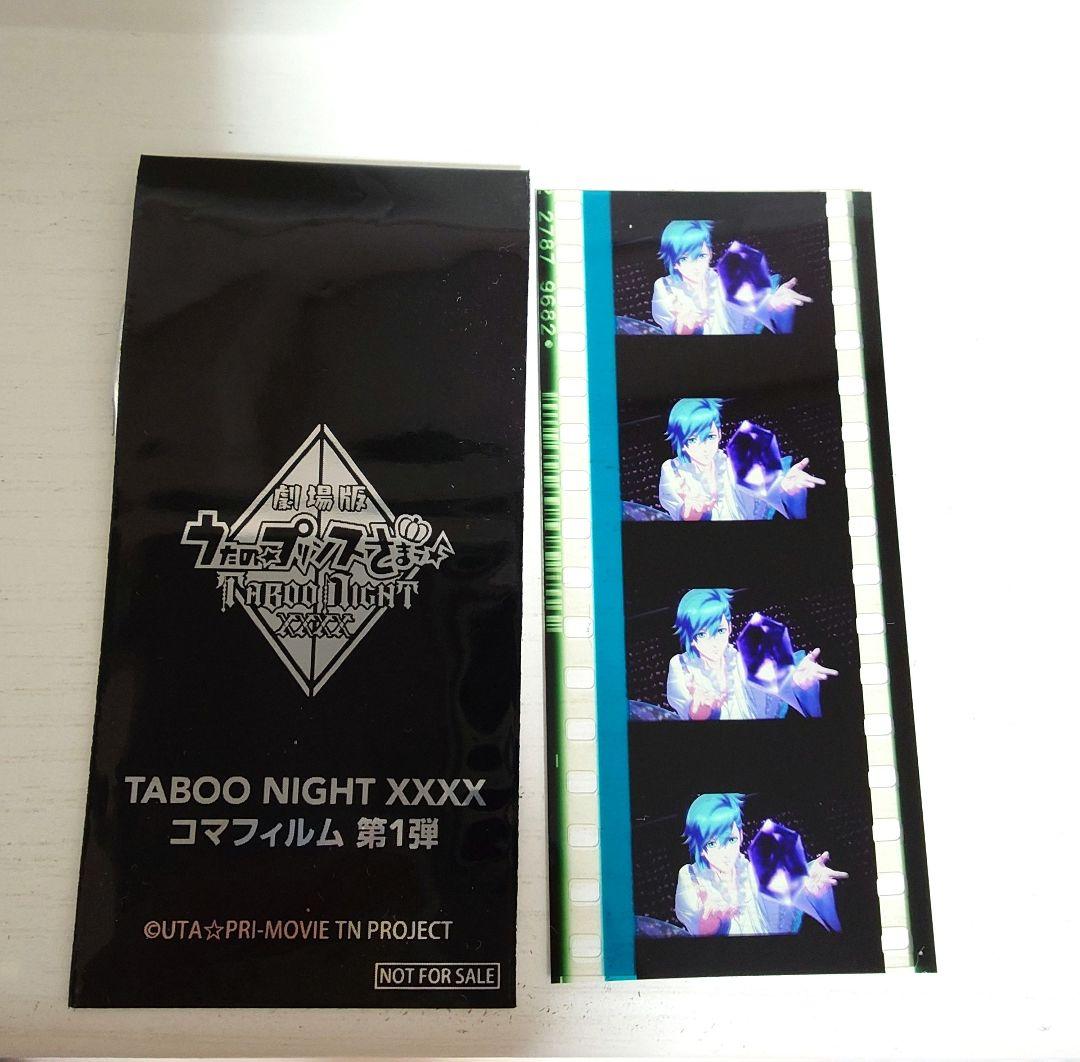 劇場版
うたの☆プリンスさまっ♪
TABOO NIGHT
XXXX
TABOO NIGHT XXXX
コマフィルム 第1弾
©UTA☆PRI-MOVIE TN PROJECT
NOT FOR SALE
2787 9682